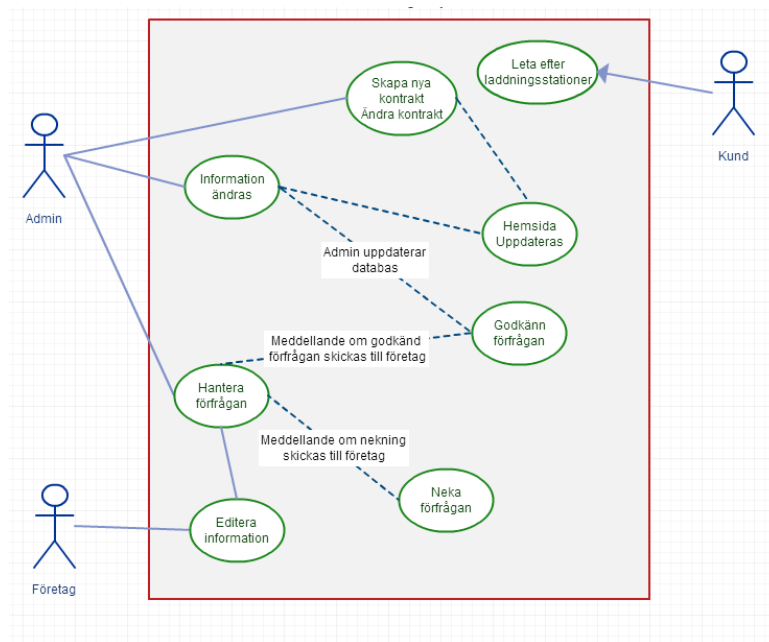 Leta efter
laddningsstationer
Skapa nya
kontrakt
Ändra kontrakt
Kund
Admin
Information
ändras
Hemsida
Uppdateras
Admin uppdaterar
databas
Godkänn
förfrågan
Meddellande om godkänd
förfrågan skickas till företag
Hantera
förfrågan
Meddellande om nekning
skickas till företag
Neka
förfrågan
Editera
information
Företag